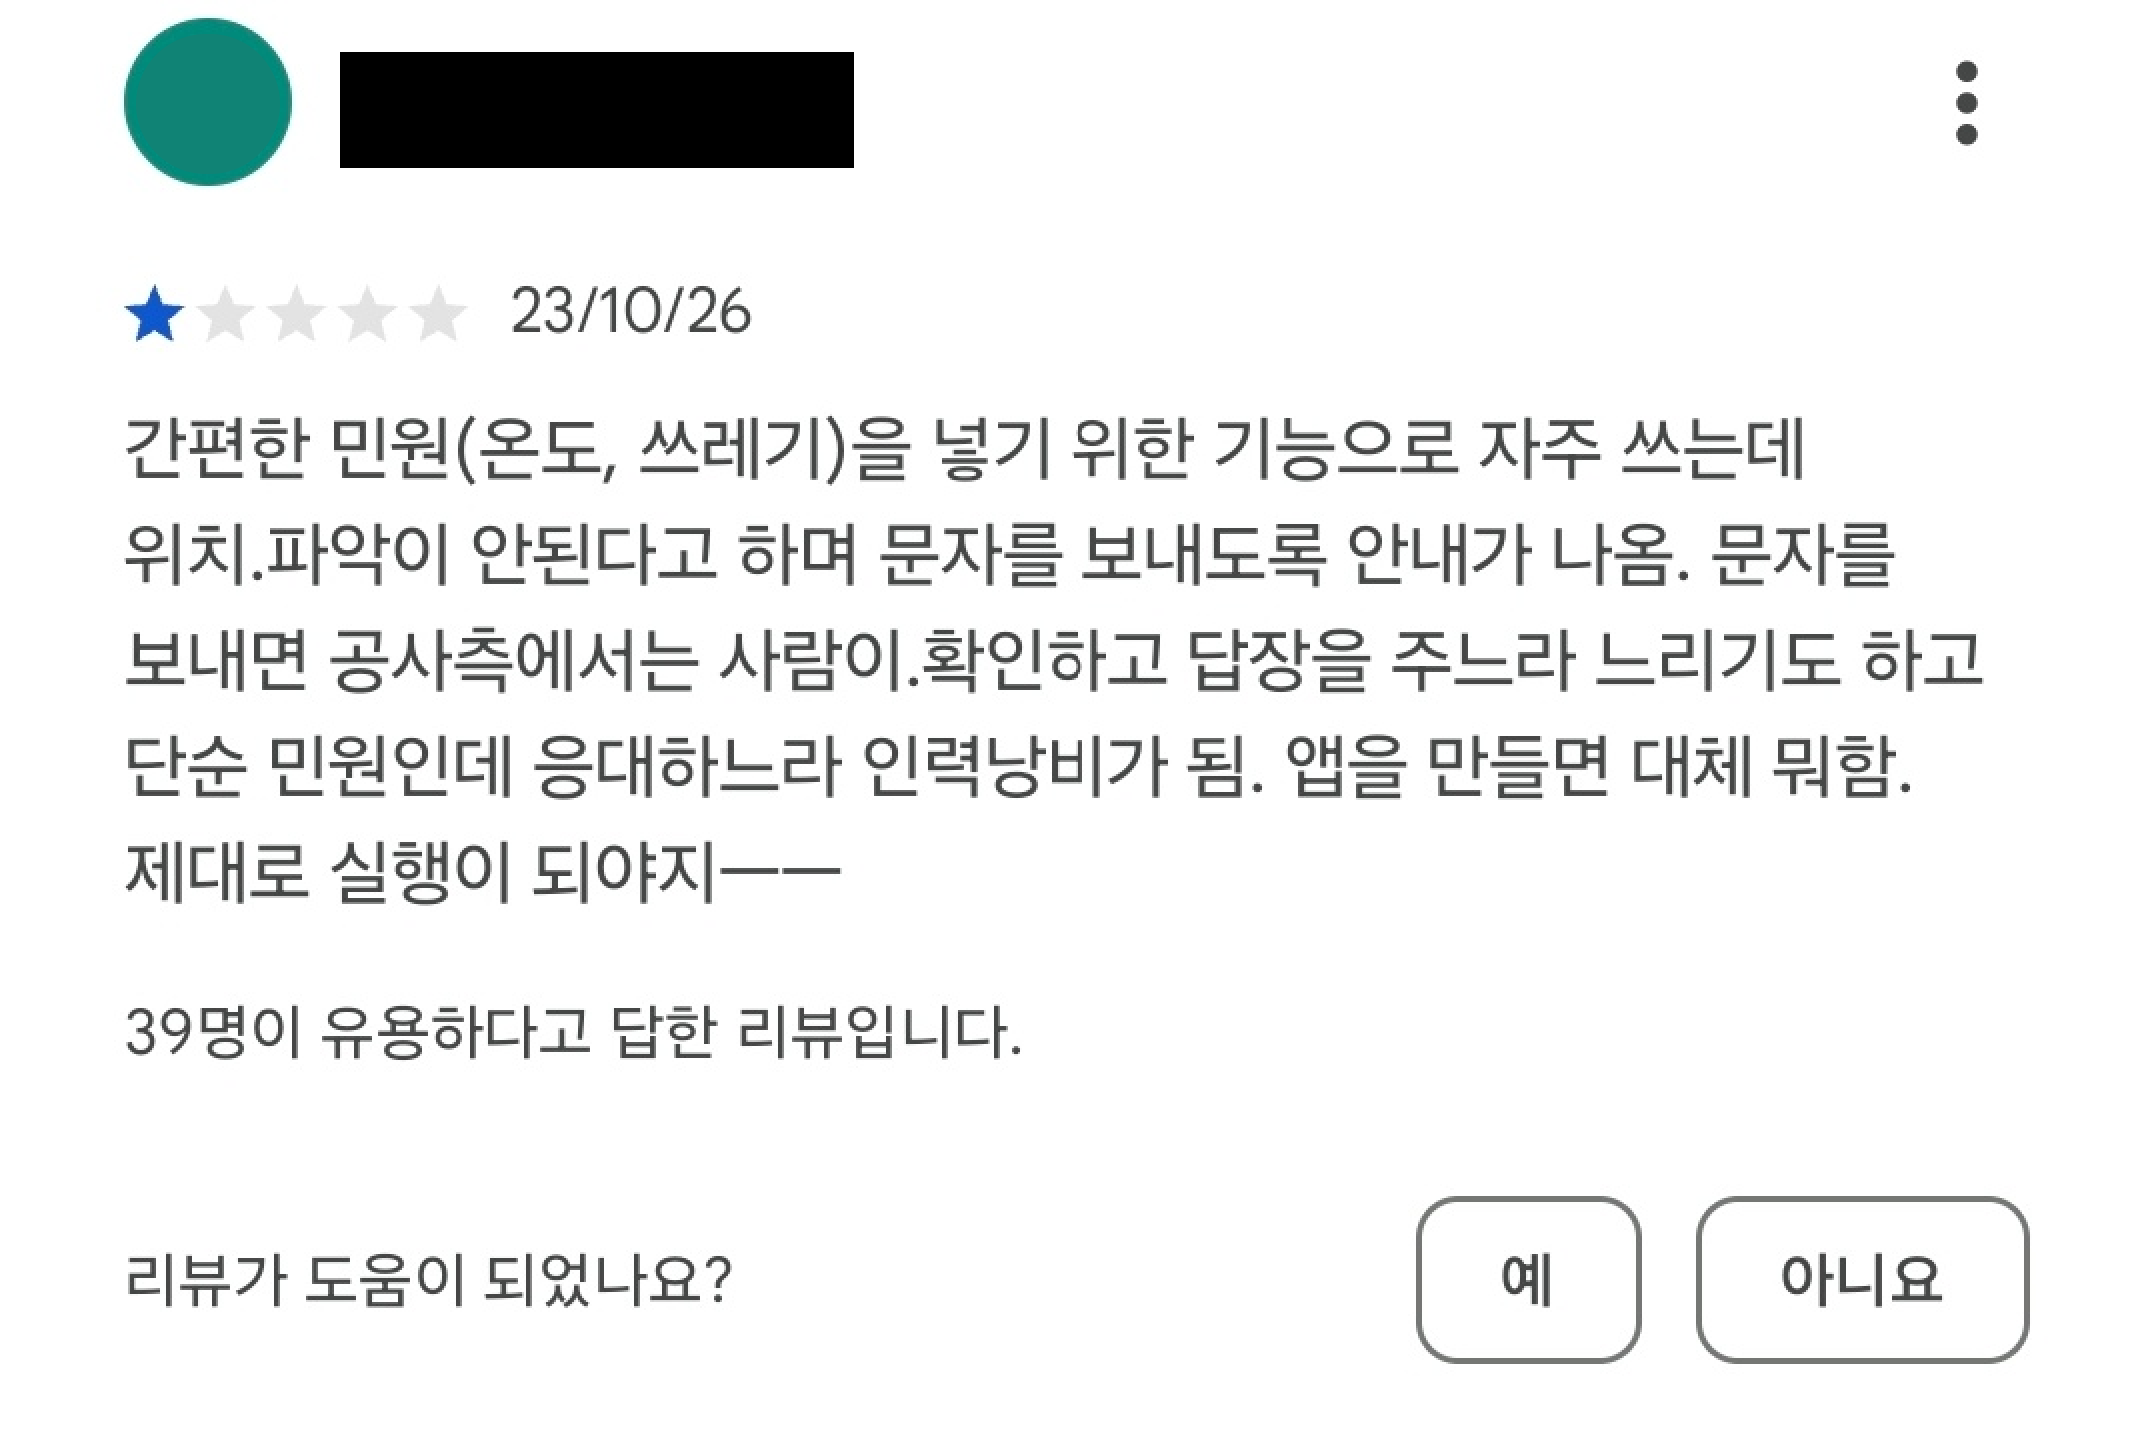 23/10/26
간편한 민원(온도, 쓰레기)을 넣기 위한 기능으로 자주 쓰는데
위치.파악이 안된다고 하며 문자를 보내도록 안내가 나옴. 문자를
보내면 공사측에서는 사람이.확인하고 답장을 주느라 느리기도 하고
단순 민원인데 응대하느라 인력낭비가 됨. 앱을 만들면 대체 뭐함.
제대로 실행이 되야지ㅡㅡ
39명이 유용하다고 답한 리뷰입니다.
리뷰가 도움이 되었나요?
예
아니요